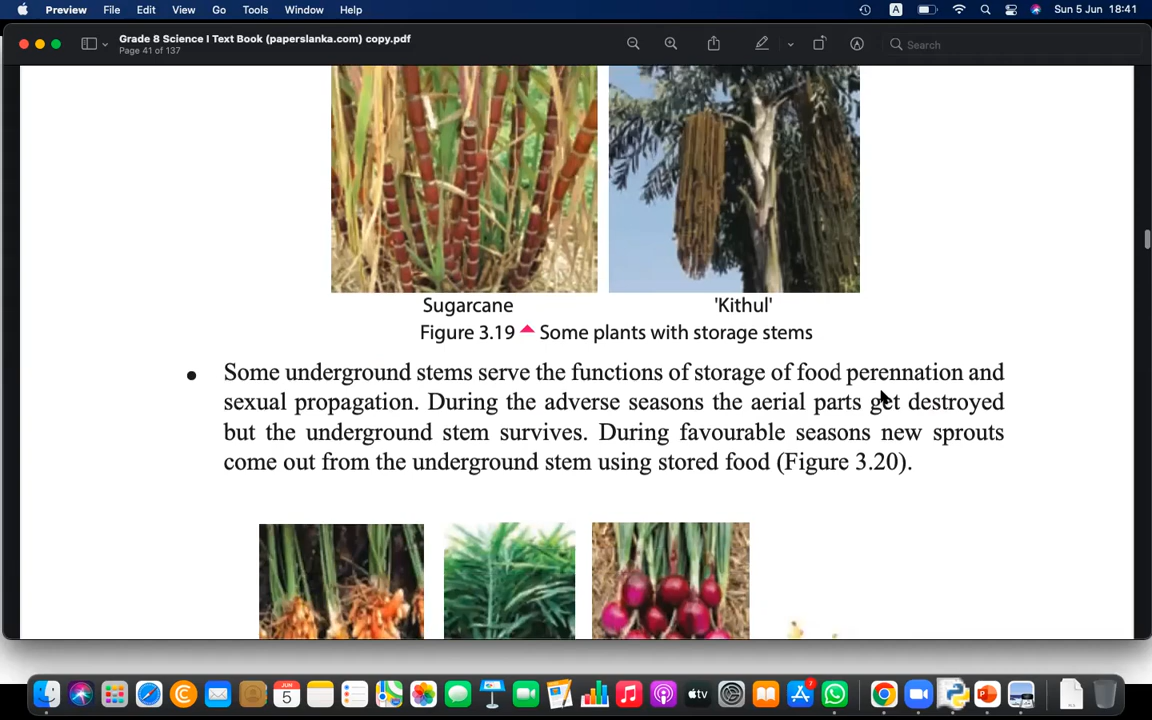 Preview File Edit View Go Tools Window Help A Sun 5 Jun 18:41
Grade 8 Science I Text Book (paperslanka.com) copy.pdf
Page 41 of 137
Search
Sugarcane 'Kithul'
Figure 3.19 Some plants with storage stems
• Some underground stems serve the functions of storage of food perennation and
sexual propagation. During the adverse seasons the aerial parts get destroyed
but the underground stem survives. During favourable seasons new sprouts
come out from the underground stem using stored food (Figure 3.20).
JUN
5
tv